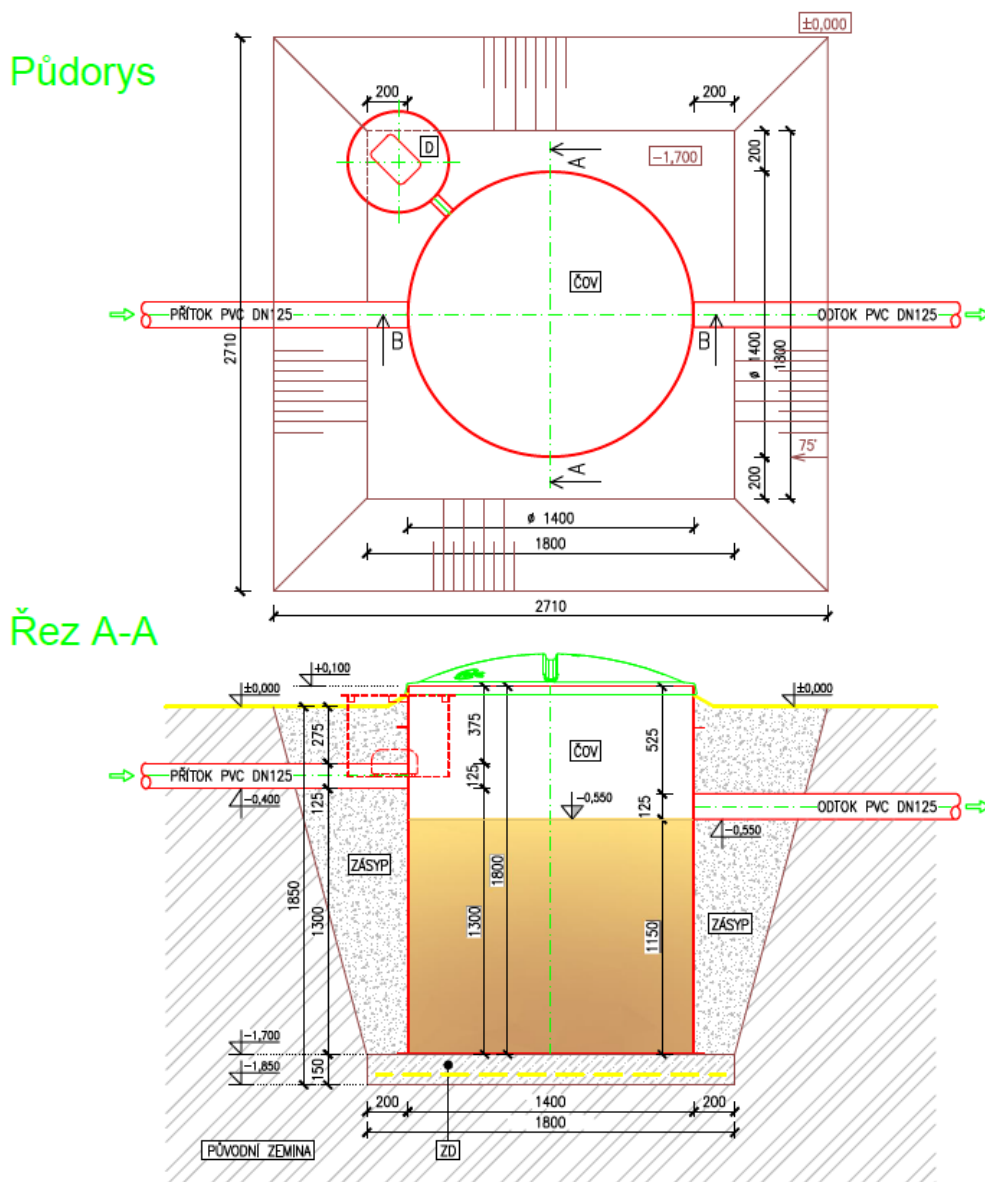 ±0,000
Půdorys
200
200
D
A
-1,700
200
ČOV
PŘÍTOK PVC DN125
ODTOK PVC DN125
B
B
2710
ø 1400
1800
75°
A
200
ø 1400
1800
2710
Řez A-A
+0,100
±0,000
±0,000
275
375
525
ČOV
PŘÍTOK PVC DN125
125
-0,400
125
-0,550
125
ODTOK PVC DN125
-0,550
ZÁSYP
1850
1300
1300
1800
1150
ZÁSYP
-1,700
-1,850
150
200
1400
200
1800
PŮVODNÍ ZEMINA
ZD